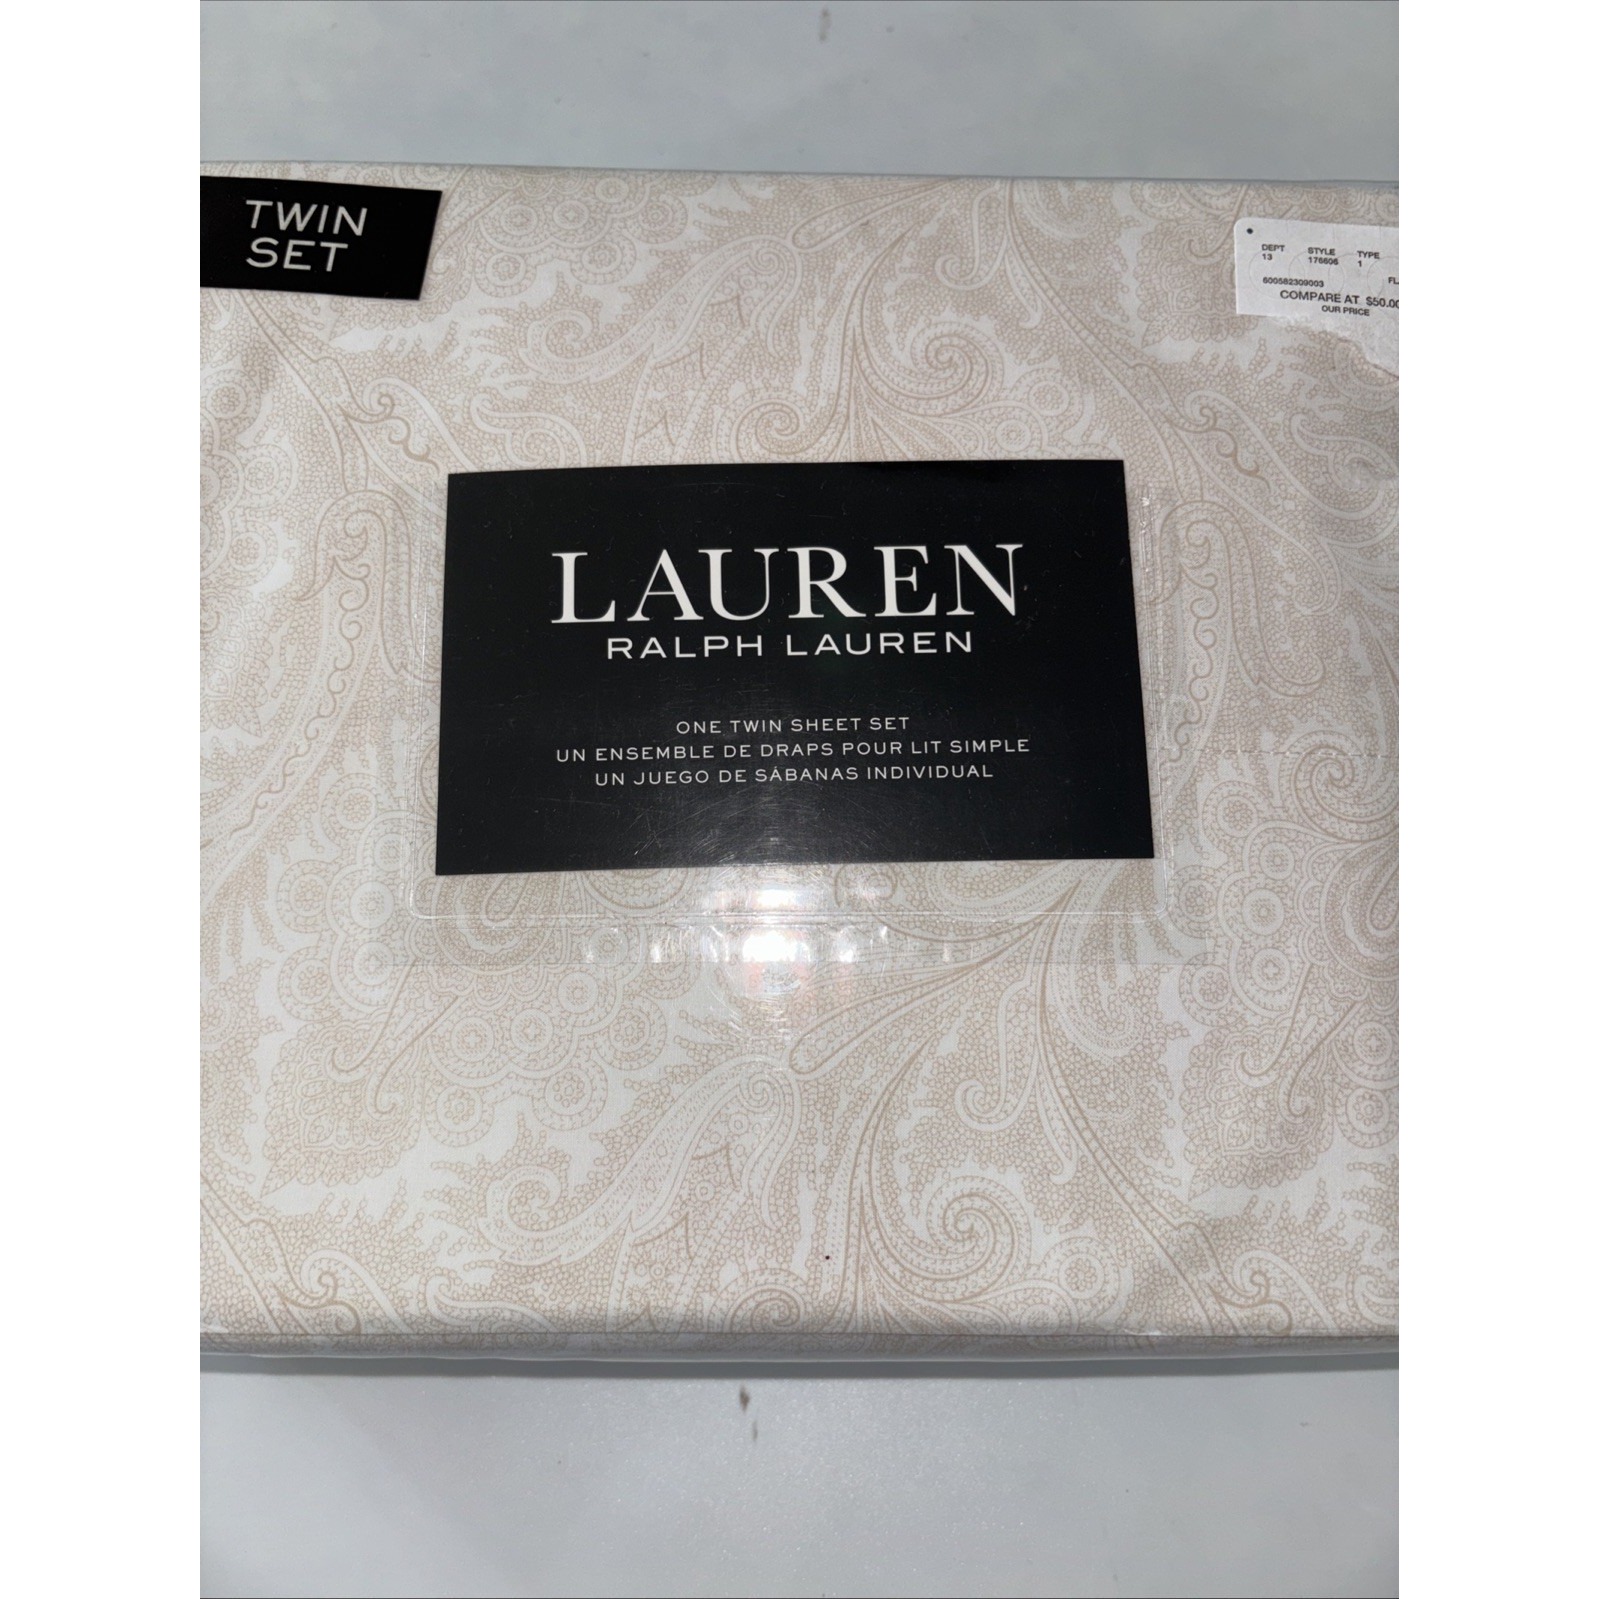 TWIN
SET
DEPT STYLE TYPE
13 176606 1
600582309003
COMPARE AT $50.00
OUR PRICE
LAUREN
RALPH LAUREN
ONE TWIN SHEET SET
UN ENSEMBLE DE DRAPS POUR LIT SIMPLE
UN JUEGO DE SÁBANAS INDIVIDUAL